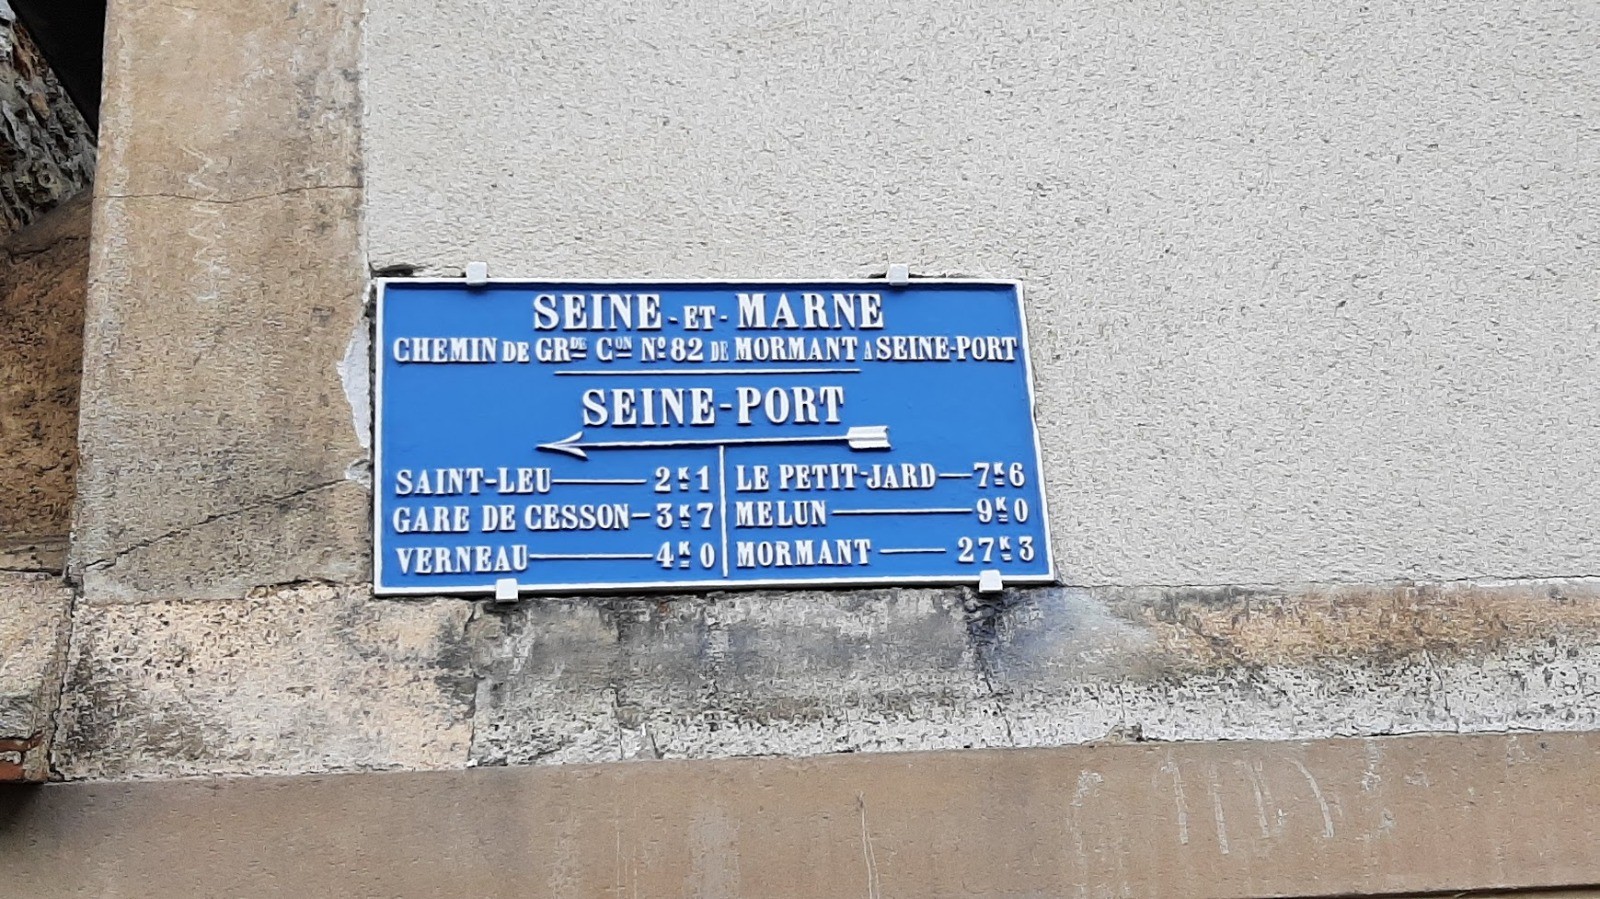 SEINE-ET-MARNE
CHEMIN DE GRDE CON No 82 DE MORMANT A SEINE-PORT
SEINE-PORT
SAINT-LEU — 2K1
GARE DE CESSON — 3K7
VERNEAU — 4K0
LE PETIT-JARD — 7K6
MELUN — 9K0
MORMANT — 27K3